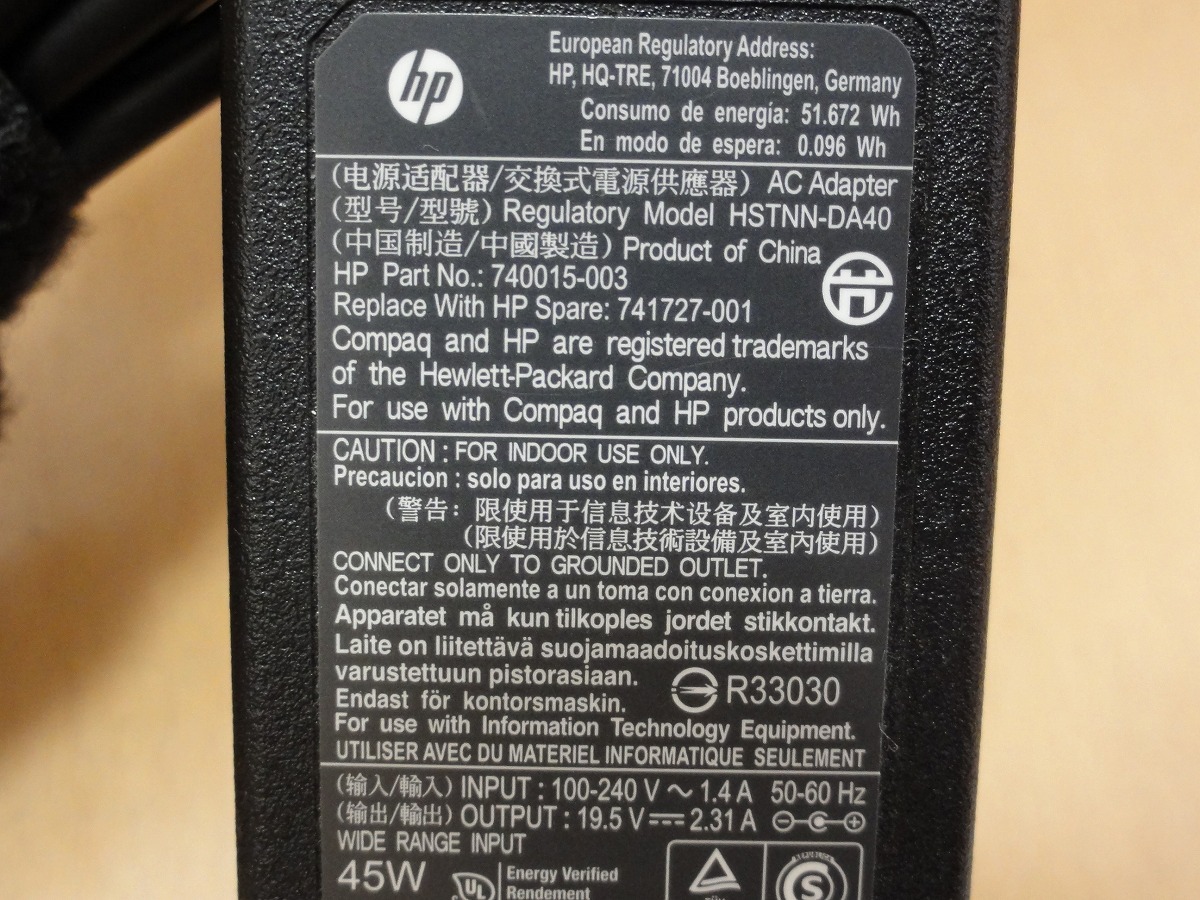 hp
European Regulatory Address:
HP, HQ-TRE, 71004 Boeblingen, Germany
Consumo de energía: 51.672 Wh
En modo de espera: 0.096 Wh
(电源适配器/交換式電源供應器) AC Adapter
(型号/型號) Regulatory Model HSTNN-DA40
(中国制造/中國製造) Product of China
HP Part No.: 740015-003
Replace With HP Spare: 741727-001
Compaq and HP are registered trademarks
of the Hewlett-Packard Company.
For use with Compaq and HP products only.
CAUTION : FOR INDOOR USE ONLY.
Precaucion : solo para uso en interiores.
(警告: 限使用于信息技术设备及室内使用)
(限使用於信息技術設備及室內使用)
CONNECT ONLY TO GROUNDED OUTLET.
Conectar solamente a un toma con conexion a tierra.
Apparatet må kun tilkoples jordet stikkontakt.
Laite on liitettävä suojamaadoituskoskettimilla
varustettuun pistorasiaan.
Endast för kontorsmaskin.
R33030
For use with Information Technology Equipment.
UTILISER AVEC DU MATERIEL INFORMATIQUE SEULEMENT
(输入/輸入) INPUT : 100-240 V ~ 1.4 A 50-60 Hz
(输出/輸出) OUTPUT : 19.5 V⎓ 2.31 A
WIDE RANGE INPUT
45W
UL
Energy Verified
Rendement
S